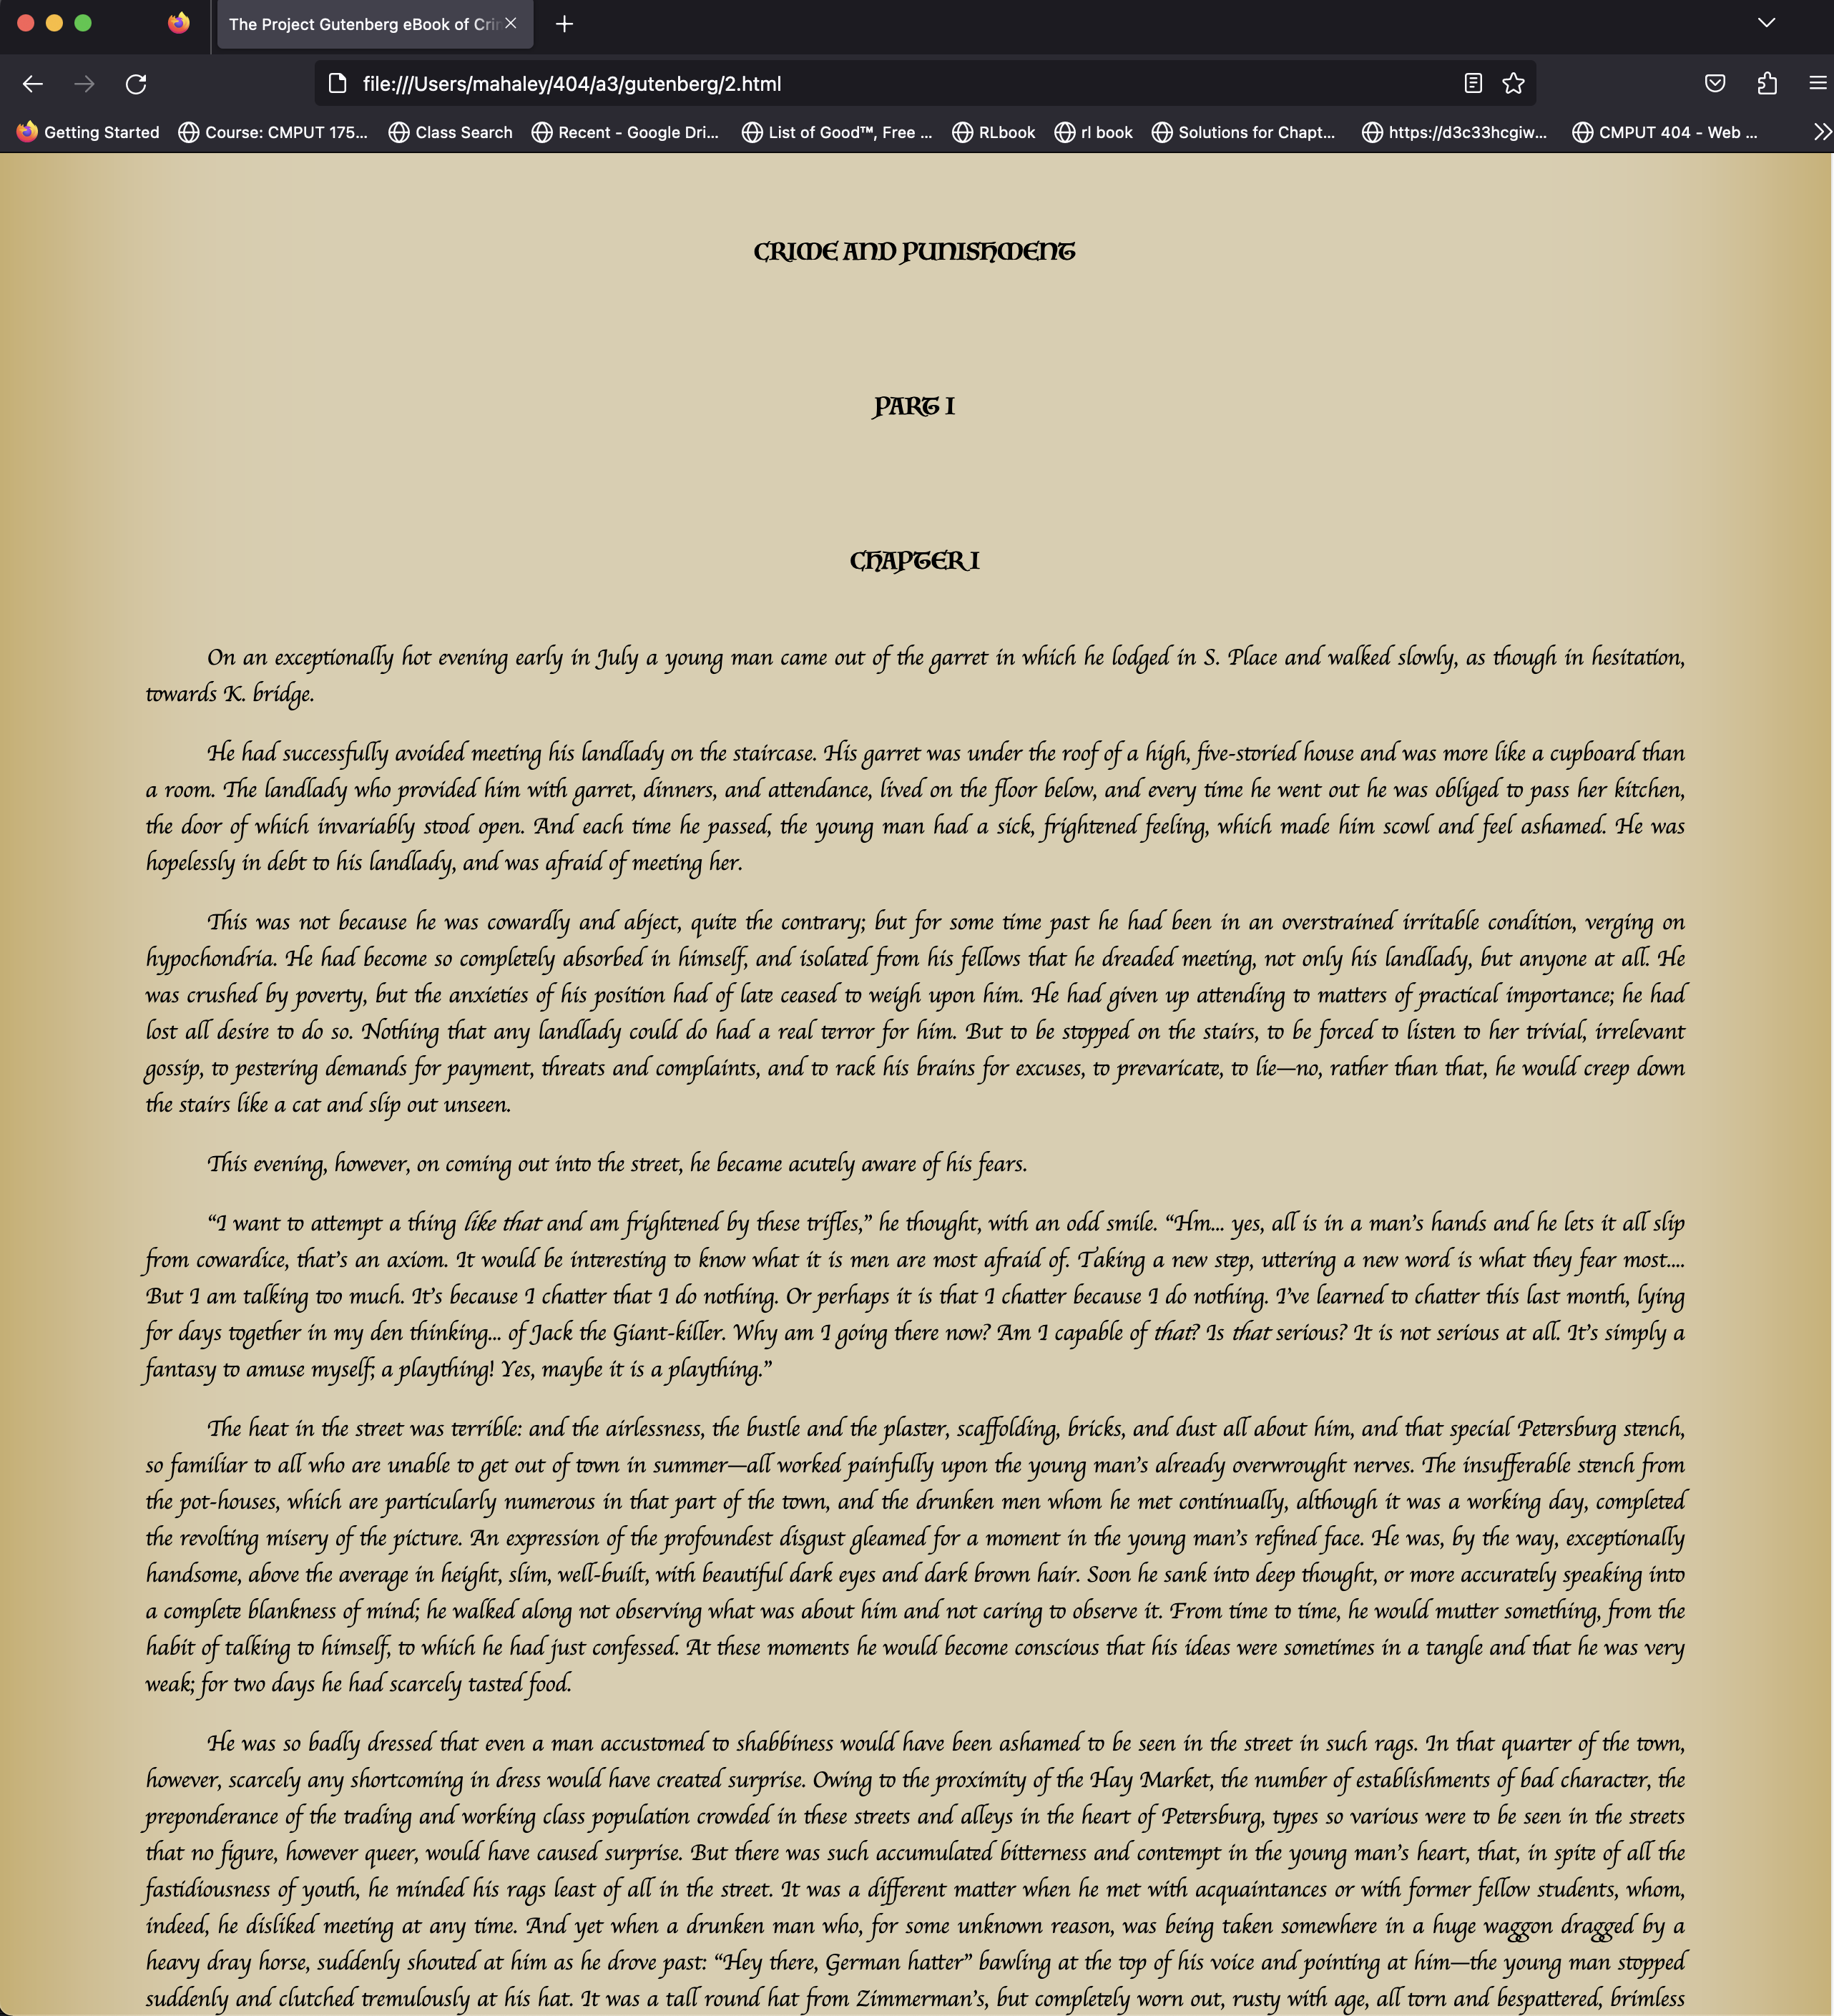 The Project Gutenberg eBook of Cri
file:///Users/mahaley/404/a3/gutenberg/2.html
Getting Started Course: CMPUT 175... Class Search Recent - Google Dri... List of Good™, Free ... RLbook rl book Solutions for Chapt... https://d3c33hcgiw... CMPUT 404 - Web ...
CRIME AND PUNISHMENT
PART I
CHAPTER I
On an exceptionally hot evening early in July a young man came out of the garret in which he lodged in S. Place and walked slowly, as though in hesitation,
towards K. bridge.
He had successfully avoided meeting his landlady on the staircase. His garret was under the roof of a high, five-storied house and was more like a cupboard than
a room. The landlady who provided him with garret, dinners, and attendance, lived on the floor below, and every time he went out he was obliged to pass her kitchen,
the door of which invariably stood open. And each time he passed, the young man had a sick, frightened feeling, which made him scowl and feel ashamed. He was
hopelessly in debt to his landlady, and was afraid of meeting her.
This was not because he was cowardly and abject, quite the contrary; but for some time past he had been in an overstrained irritable condition, verging on
hypochondria. He had become so completely absorbed in himself, and isolated from his fellows that he dreaded meeting, not only his landlady, but anyone at all. He
was crushed by poverty, but the anxieties of his position had of late ceased to weigh upon him. He had given up attending to matters of practical importance; he had
lost all desire to do so. Nothing that any landlady could do had a real terror for him. But to be stopped on the stairs, to be forced to listen to her trivial, irrelevant
gossip, to pestering demands for payment, threats and complaints, and to rack his brains for excuses, to prevaricate, to lie—no, rather than that, he would creep down
the stairs like a cat and slip out unseen.
This evening, however, on coming out into the street, he became acutely aware of his fears.
“I want to attempt a thing like that and am frightened by these trifles,” he thought, with an odd smile. “Hm... yes, all is in a man’s hands and he lets it all slip
from cowardice, that’s an axiom. It would be interesting to know what it is men are most afraid of. Taking a new step, uttering a new word is what they fear most....
But I am talking too much. It’s because I chatter that I do nothing. Or perhaps it is that I chatter because I do nothing. I’ve learned to chatter this last month, lying
for days together in my den thinking... of Jack the Giant-killer. Why am I going there now? Am I capable of that? Is that serious? It is not serious at all. It’s simply a
fantasy to amuse myself; a plaything! Yes, maybe it is a plaything.”
The heat in the street was terrible: and the airlessness, the bustle and the plaster, scaffolding, bricks, and dust all about him, and that special Petersburg stench,
so familiar to all who are unable to get out of town in summer—all worked painfully upon the young man’s already overwrought nerves. The insufferable stench from
the pot-houses, which are particularly numerous in that part of the town, and the drunken men whom he met continually, although it was a working day, completed
the revolting misery of the picture. An expression of the profoundest disgust gleamed for a moment in the young man’s refined face. He was, by the way, exceptionally
handsome, above the average in height, slim, well-built, with beautiful dark eyes and dark brown hair. Soon he sank into deep thought, or more accurately speaking into
a complete blankness of mind; he walked along not observing what was about him and not caring to observe it. From time to time, he would mutter something, from the
habit of talking to himself, to which he had just confessed. At these moments he would become conscious that his ideas were sometimes in a tangle and that he was very
weak; for two days he had scarcely tasted food.
He was so badly dressed that even a man accustomed to shabbiness would have been ashamed to be seen in the street in such rags. In that quarter of the town,
however, scarcely any shortcoming in dress would have created surprise. Owing to the proximity of the Hay Market, the number of establishments of bad character, the
preponderance of the trading and working class population crowded in these streets and alleys in the heart of Petersburg, types so various were to be seen in the streets
that no figure, however queer, would have caused surprise. But there was such accumulated bitterness and contempt in the young man’s heart, that, in spite of all the
fastidiousness of youth, he minded his rags least of all in the street. It was a different matter when he met with acquaintances or with former fellow students, whom,
indeed, he disliked meeting at any time. And yet when a drunken man who, for some unknown reason, was being taken somewhere in a huge waggon dragged by a
heavy dray horse, suddenly shouted at him as he drove past: “Hey there, German hatter” bawling at the top of his voice and pointing at him—the young man stopped
suddenly and clutched tremulously at his hat. It was a tall round hat from Zimmerman’s, but completely worn out, rusty with age, all torn and bespattered, brimless